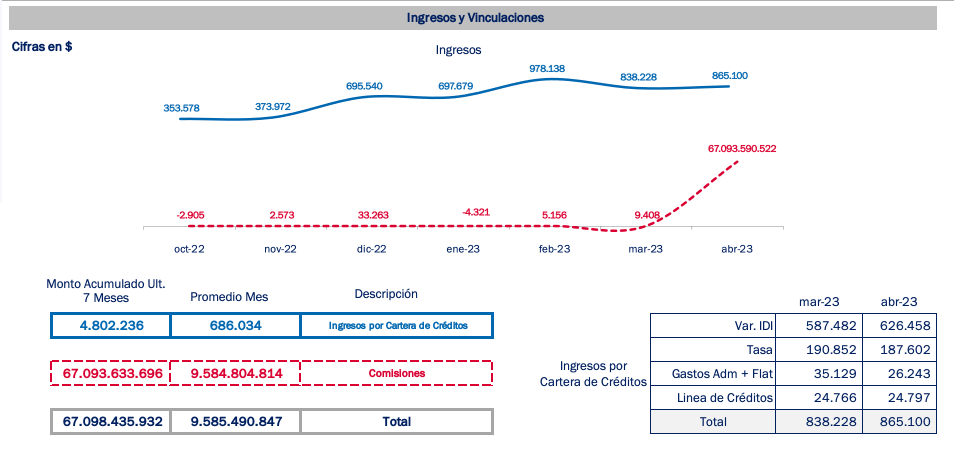 Ingresos y Vinculaciones
Cifras en $
Ingresos
353.578 373.972 695.540 697.679 978.138 838.228 865.100
-2.905 2.573 33.263 -4.321 5.156 9.408 67.093.590.522
oct-22 nov-22 dic-22 ene-23 feb-23 mar-23 abr-23
Monto Acumulado Ult.
7 Meses
Promedio Mes
Descripción
4.802.236 686.034 Ingresos por Cartera de Créditos
67.093.633.696 9.584.804.814 Comisiones
67.098.435.932 9.585.490.847 Total
Ingresos por
Cartera de Créditos
mar-23 abr-23
Var. IDI 587.482 626.458
Tasa 190.852 187.602
Gastos Adm + Flat 35.129 26.243
Linea de Créditos 24.766 24.797
Total 838.228 865.100